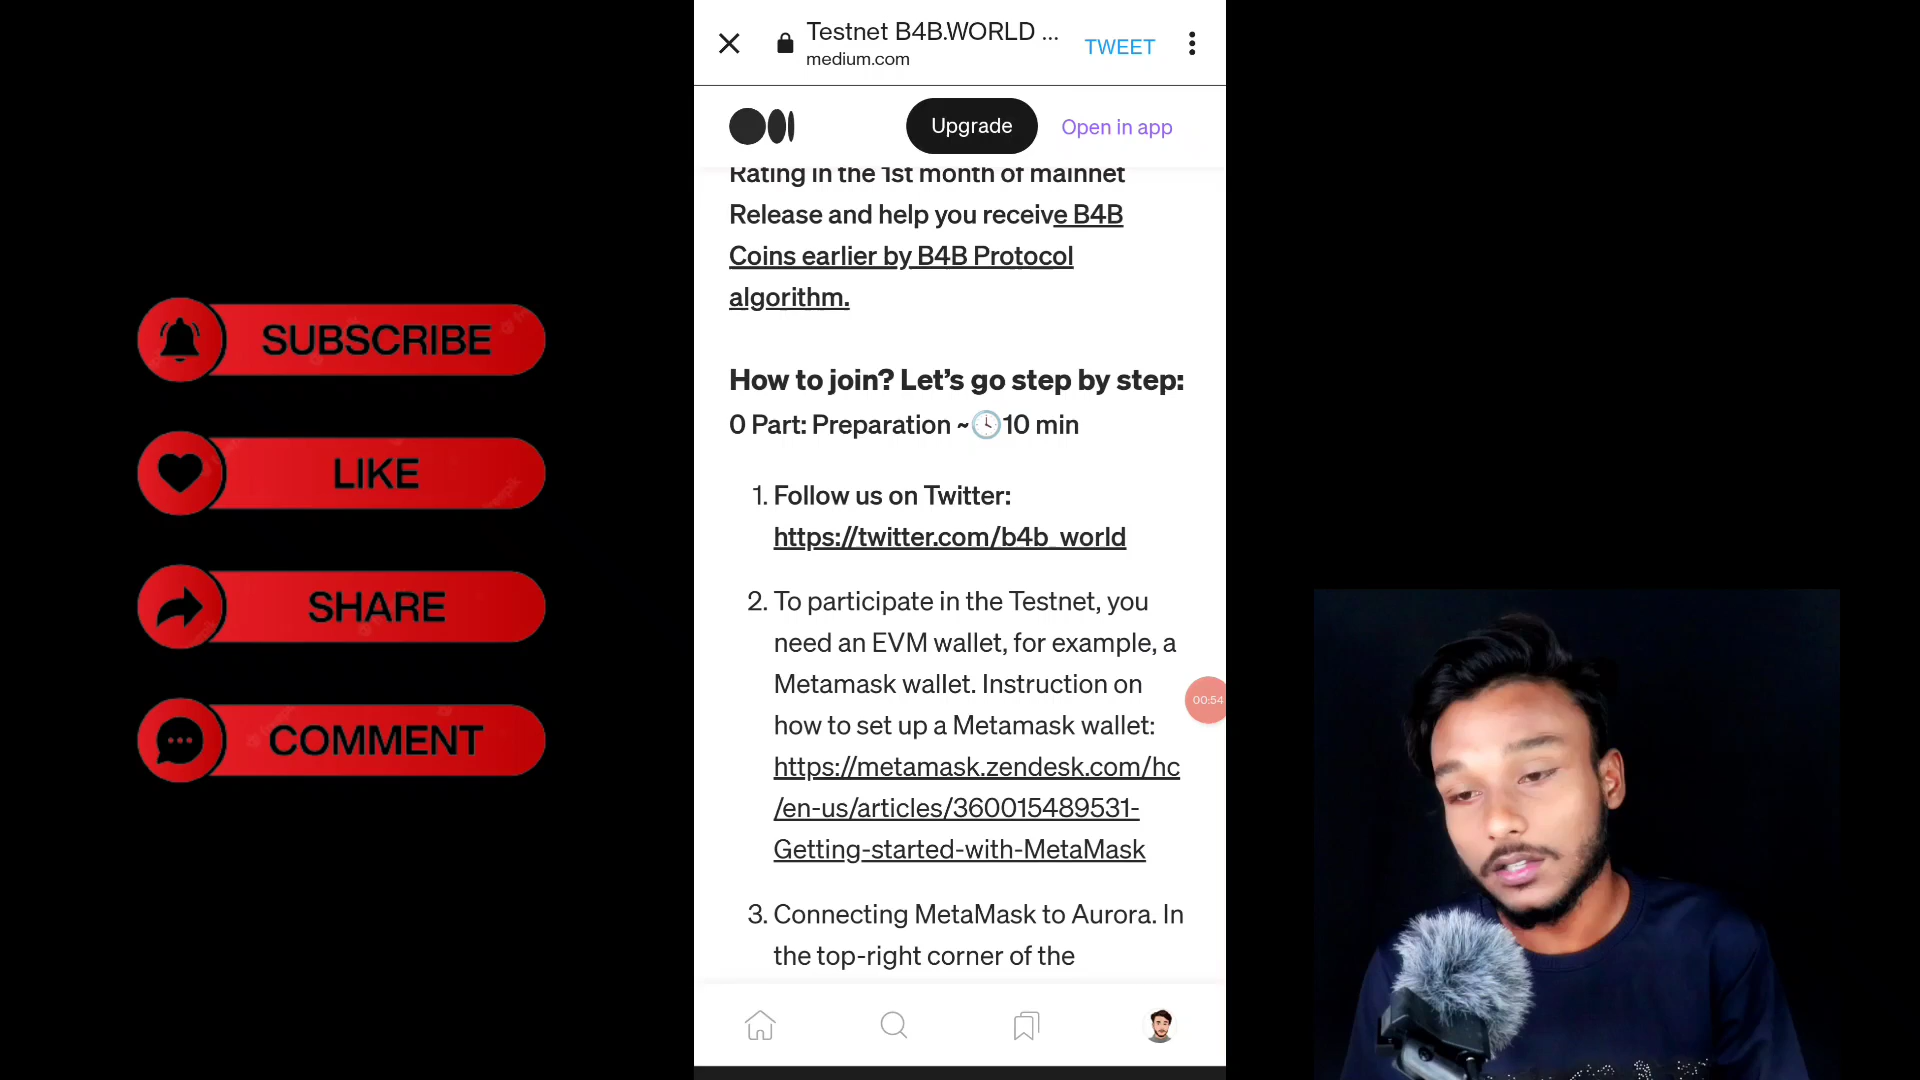 Testnet B4B.WORLD ...
medium.com
TWEET
Upgrade
Open in app
Rating in the 1st month of mainnet
Release and help you receive B4B
Coins earlier by B4B Protocol
algorithm.
How to join? Let’s go step by step:
0 Part: Preparation ~🕓10 min
1. Follow us on Twitter:
https://twitter.com/b4b_world
2. To participate in the Testnet, you
need an EVM wallet, for example, a
Metamask wallet. Instruction on
how to set up a Metamask wallet:
https://metamask.zendesk.com/hc
/en-us/articles/360015489531-
Getting-started-with-MetaMask
3. Connecting MetaMask to Aurora. In
the top-right corner of the
SUBSCRIBE
LIKE
SHARE
COMMENT
00:54